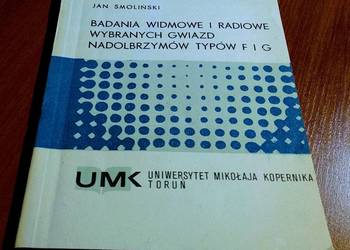 JAN SMOLIŃSKI
BADANIA WIDMOWE I RADIOWE
WYBRANYCH GWIAZD
NADOLBRZYMÓW TYPÓW F I G
UMK UNIWERSYTET MIKOŁAJA KOPERNIKA
TORUŃ